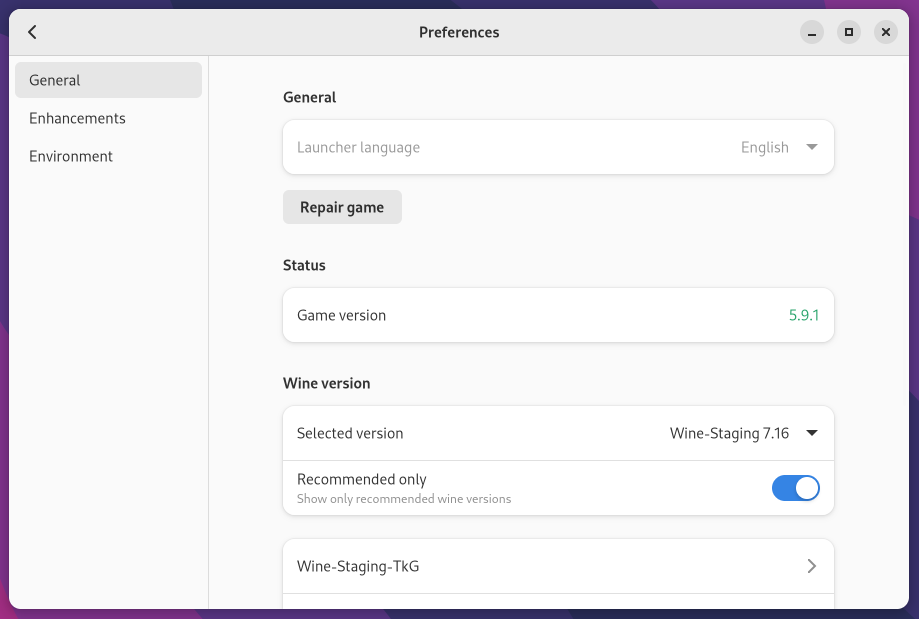 Preferences
General
Enhancements
Environment
General
Launcher language English
Repair game
Status
Game version 5.9.1
Wine version
Selected version Wine-Staging 7.16
Recommended only
Show only recommended wine versions
Wine-Staging-TkG